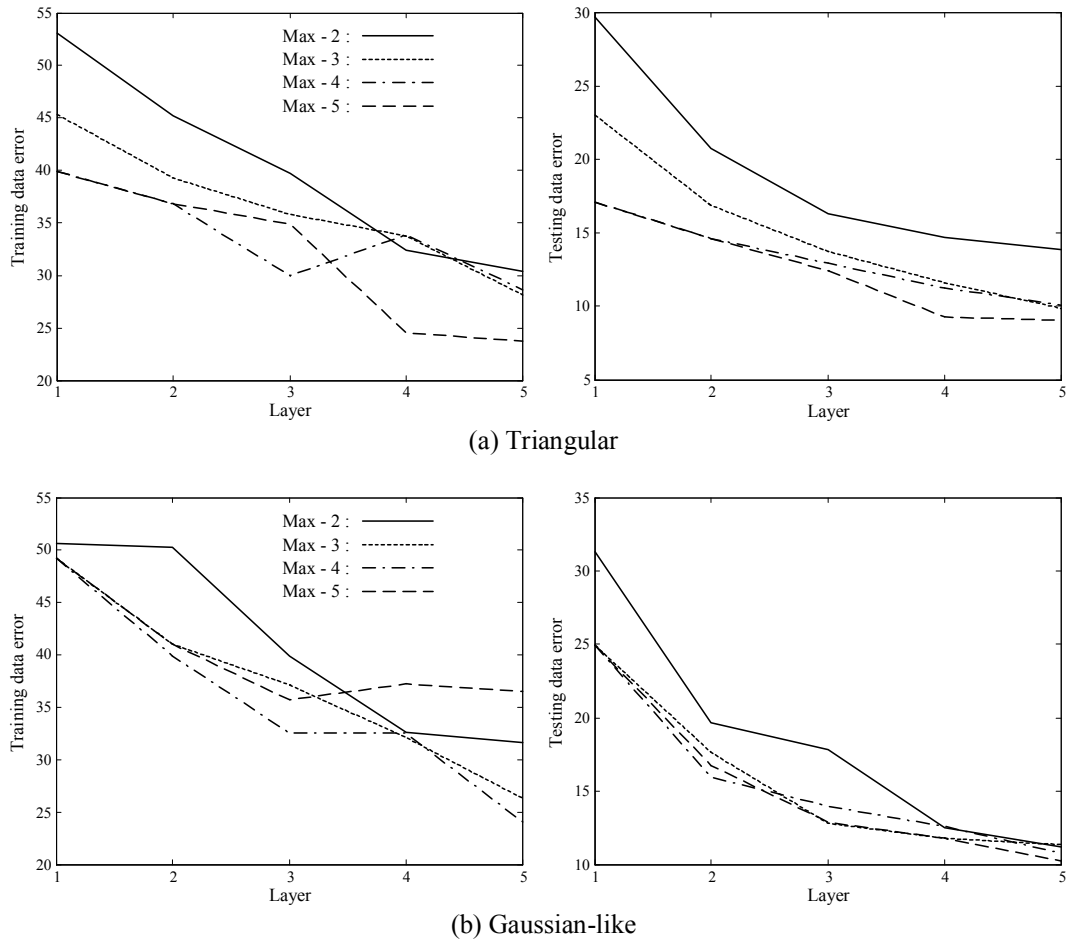 55
50
45
40
35
30
25
20
Training data error
1
2
3
4
5
Layer
Max - 2 :
Max - 3 :
Max - 4 :
Max - 5 :
30
25
20
15
10
5
Testing data error
1
2
3
4
5
Layer
(a) Triangular
55
50
45
40
35
30
25
20
Training data error
1
2
3
4
5
Layer
Max - 2 :
Max - 3 :
Max - 4 :
Max - 5 :
35
30
25
20
15
10
Testing data error
1
2
3
4
5
Layer
(b) Gaussian-like